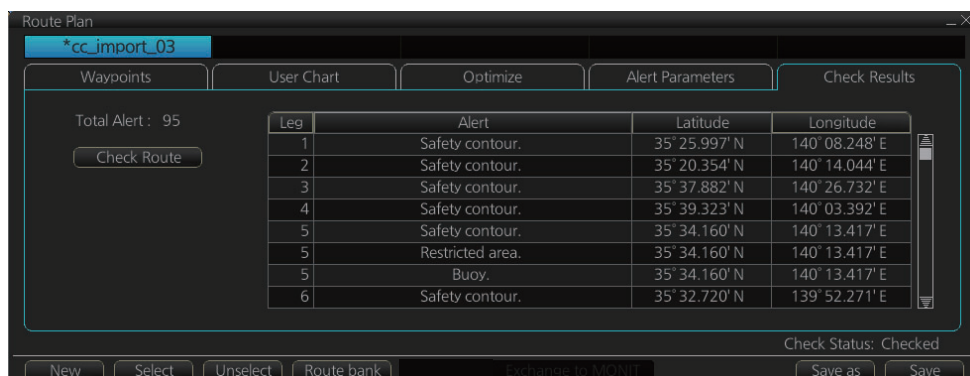 Route Plan
*cc_import_03
Waypoints User Chart Optimize Alert Parameters Check Results
Total Alert : 95
Check Route
Leg Alert Latitude Longitude
1 Safety contour. 35°25.997' N 140°08.248' E
2 Safety contour. 35°20.354' N 140°14.044' E
3 Safety contour. 35°37.882' N 140°26.732' E
4 Safety contour. 35°39.323' N 140°03.392' E
5 Safety contour. 35°34.160' N 140°13.417' E
5 Restricted area. 35°34.160' N 140°13.417' E
5 Buoy. 35°34.160' N 140°13.417' E
6 Safety contour. 35°32.720' N 139°52.271' E
Check Status: Checked
New Select Unselect Route bank Exchange to MONIT Save as Save